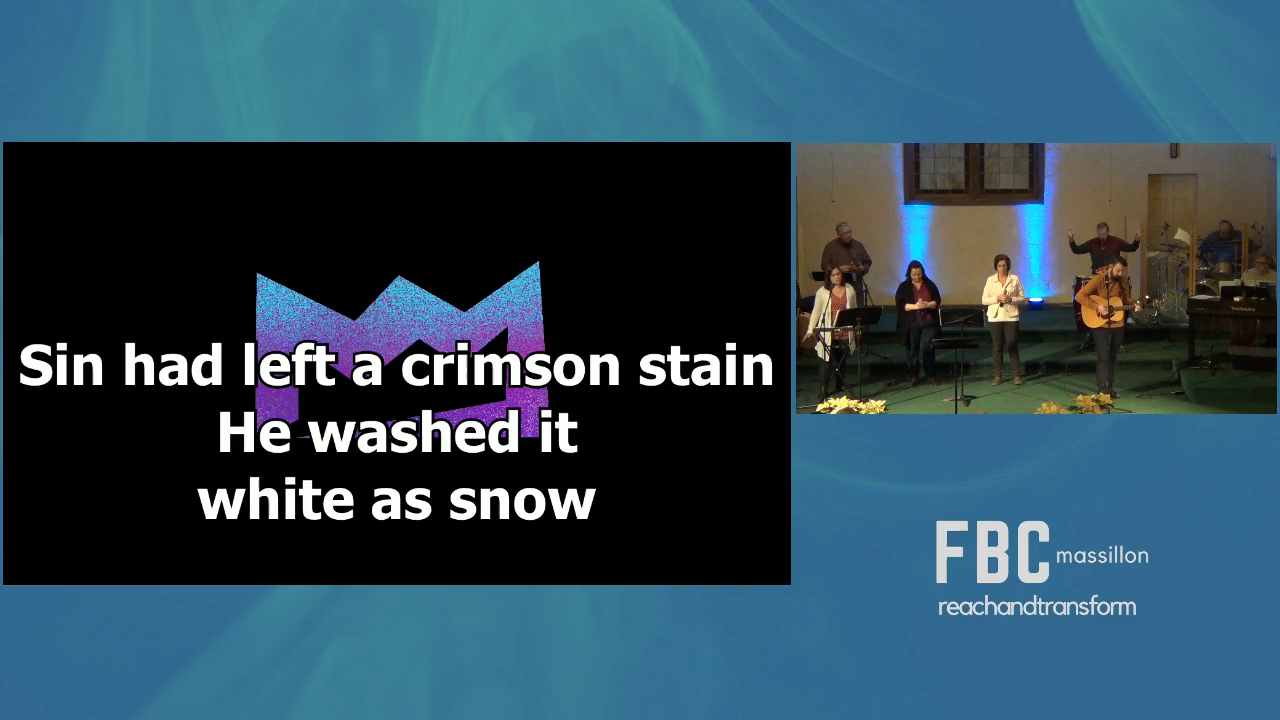 Sin had left a crimson stain
He washed it
white as snow
FBC massillon
reachandtransform